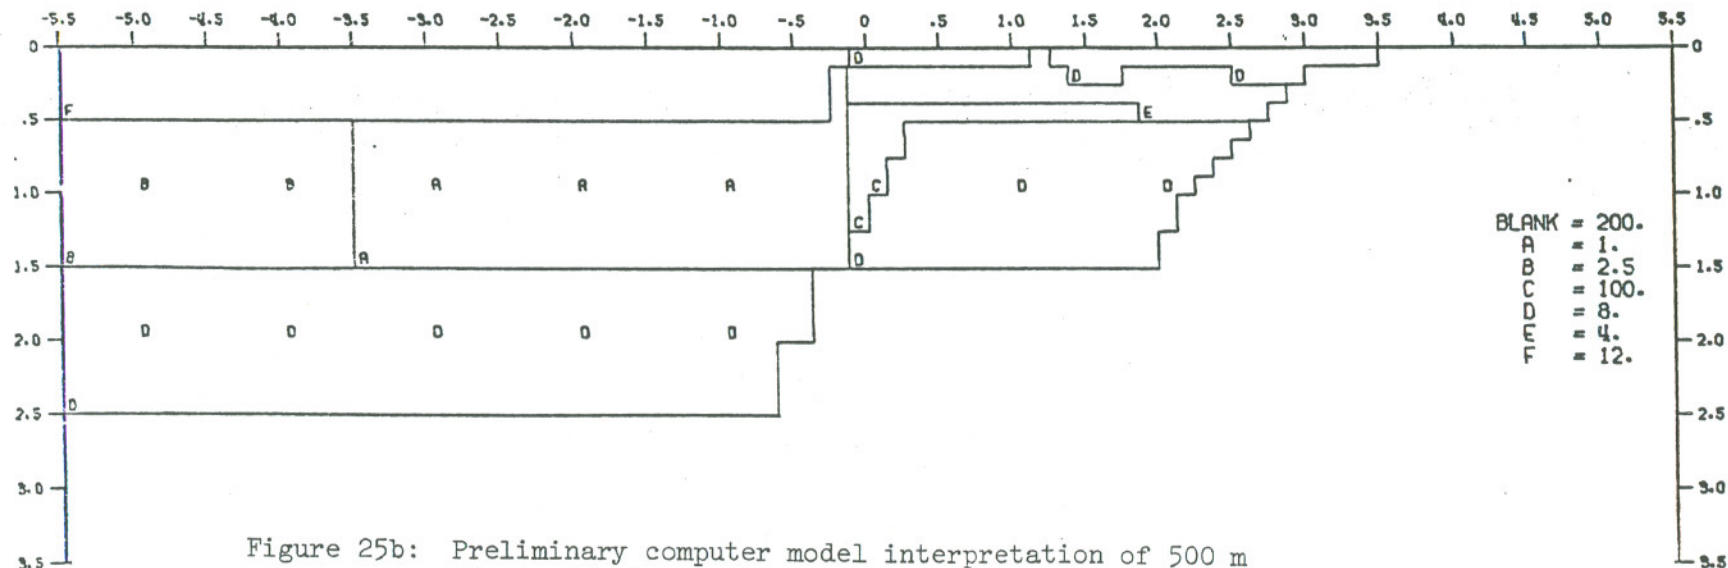 -5.5 -5.0 -4.5 -4.0 -3.5 -3.0 -2.5 -2.0 -1.5 -1.0 -.5 0 .5 1.0 1.5 2.0 2.5 3.0 3.5 4.0 4.5 5.0 5.5
0 D 0
D D
F E
.5 .5
B B A A A C D D
1.0 1.0
C
BLANK = 200.
A = 1.
B A D
1.5 B = 2.5 1.5
C = 100.
D = 8.
D D D D D
2.0 E = 4. 2.0
F = 12.
D
2.5 2.5
3.0 3.0
3.5 3.5
Figure 25b: Preliminary computer model interpretation of 500 m